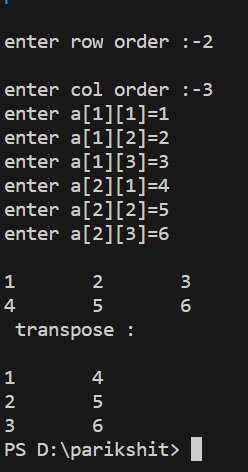 enter row order :-2
enter col order :-3
enter a[1][1]=1
enter a[1][2]=2
enter a[1][3]=3
enter a[2][1]=4
enter a[2][2]=5
enter a[2][3]=6
1 2 3
4 5 6
transpose :
1 4
2 5
3 6
PS D:\parikshit>